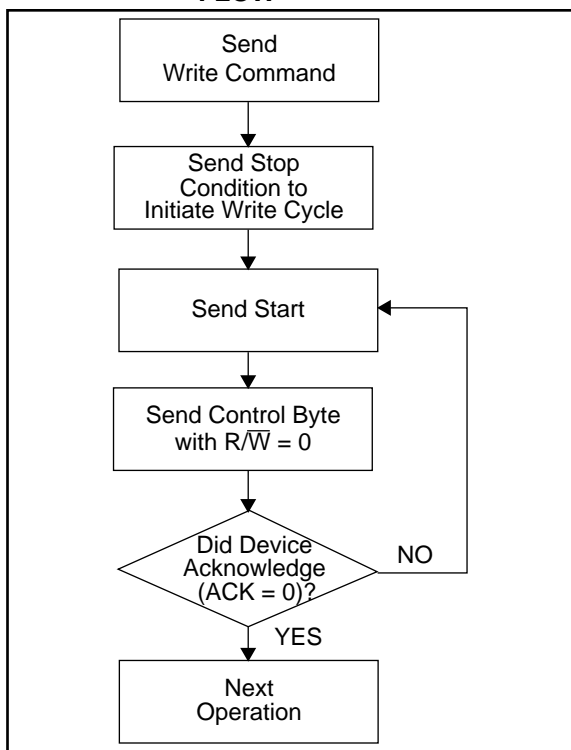 Send
Write Command
Send Stop
Condition to
Initiate Write Cycle
Send Start
Send Control Byte
with R/W̅ = 0
Did Device
Acknowledge
(ACK = 0)?
NO
YES
Next
Operation